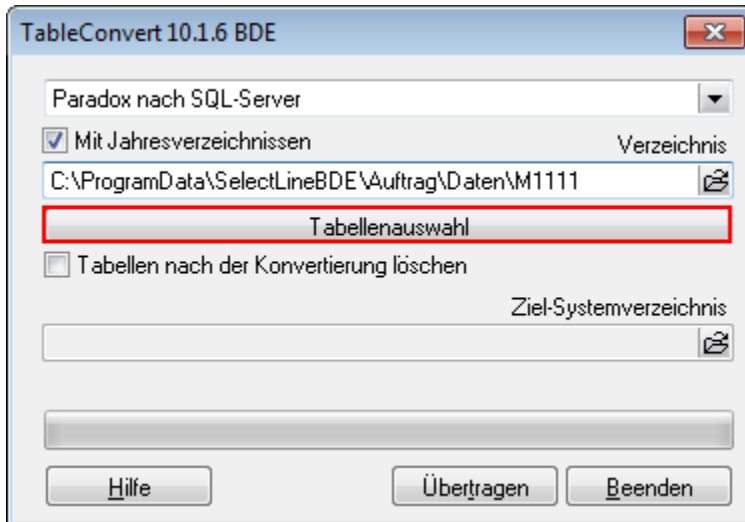 TableConvert 10.1.6 BDE
Paradox nach SQL-Server
Mit Jahresverzeichnissen
Verzeichnis
C:\ProgramData\SelectLineBDE\Auftrag\Daten\M1111
Tabellenauswahl
Tabellen nach der Konvertierung löschen
Ziel-Systemverzeichnis
Hilfe Übertragen Beenden